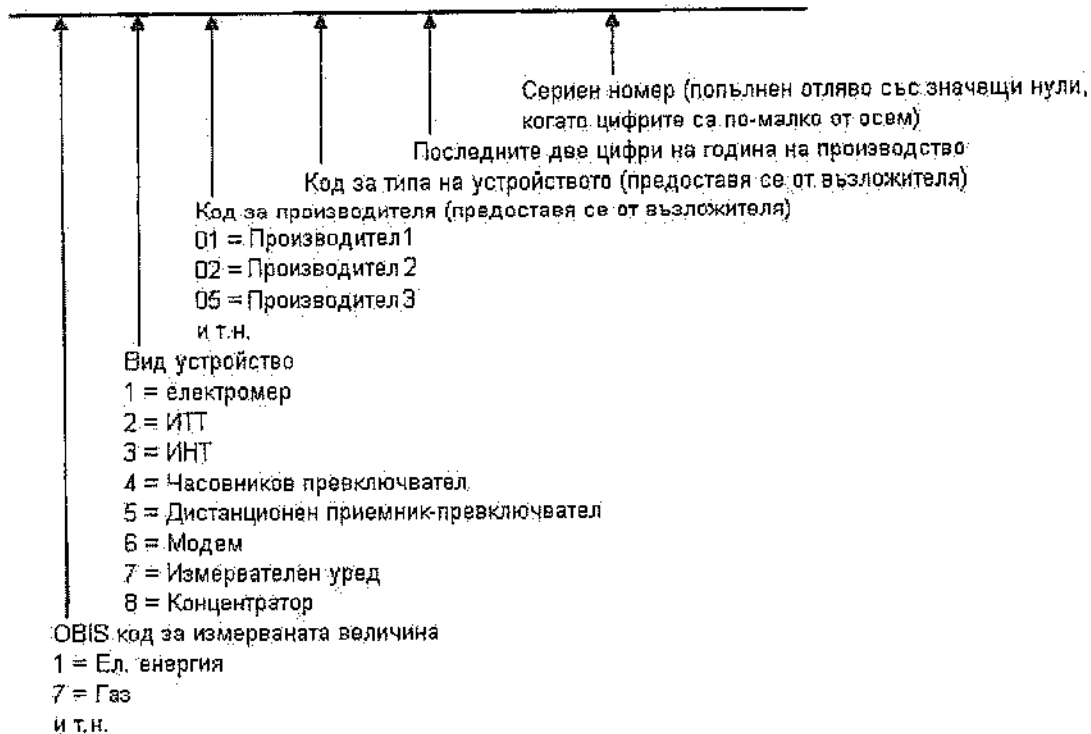 Сериен номер (попълнен отляво със значещи нули,
когато цифрите са по-малко от осем)
Последните две цифри на година на производство
Код за типа на устройството (предоставя се от възложителя)
Код за производителя (предоставя се от възложителя)
01 = Производител 1
02 = Производител 2
05 = Производител 3
и т.н.
Вид устройство
1 = електромер
2 = ИТТ
3 = ИНТ
4 = Часовников превключвател
5 = Дистанционен приемник-превключвател
6 = Модем
7 = Измервателен уред
8 = Концентратор
OBIS код за измерваната величина
1 = Ел. енергия
7 = Газ
и т.н.